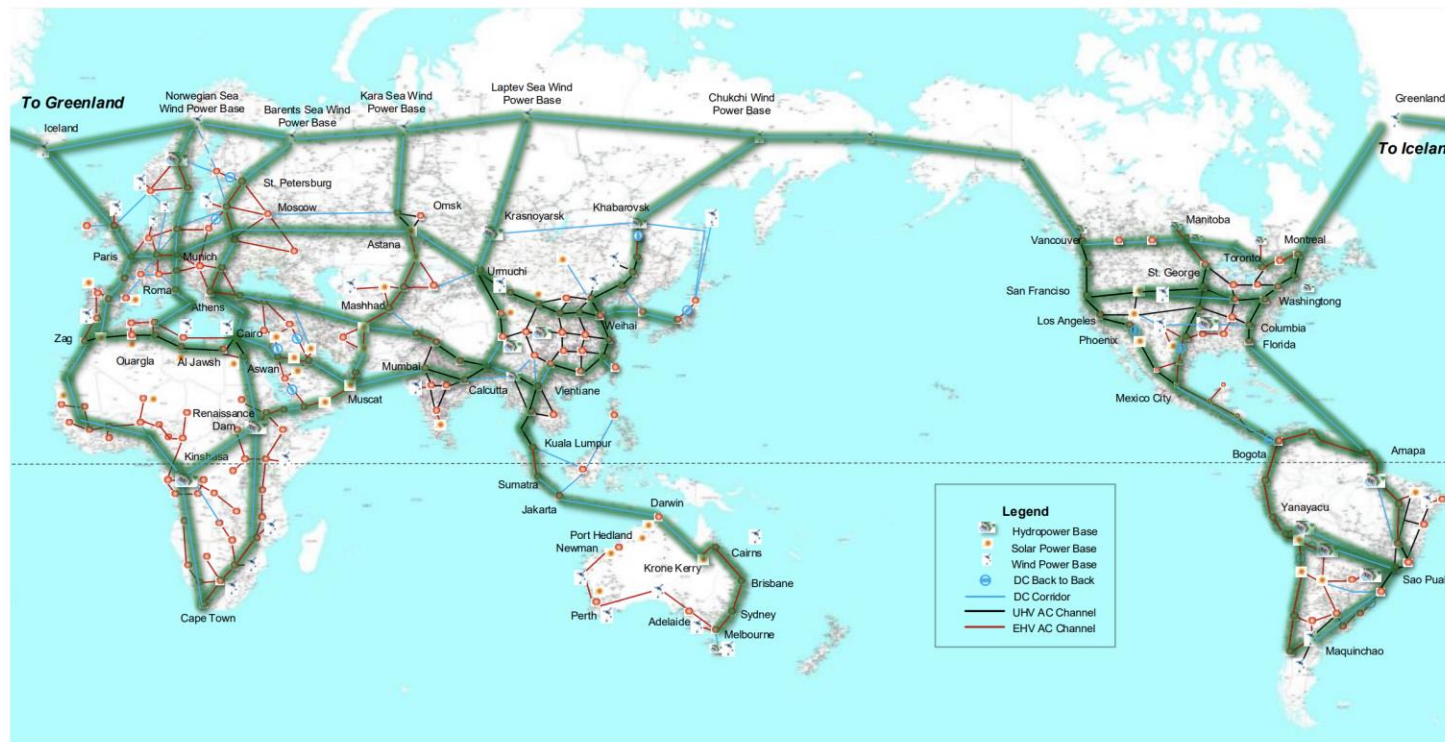 To Greenland
Norwegian Sea
Wind Power Base
Barents Sea Wind
Power Base
Kara Sea Wind
Power Base
Laptev Sea Wind
Power Base
Chukchi Wind
Power Base
Greenland
Iceland
To Icelan
St. Petersburg
Moscow
Omsk
Krasnoyarsk
Khabarovsk
Astana
Paris
Munich
Urmuchi
Roma
Athens
Mashhad
Weihai
Zag
Cairo
Ouargla
Al Jawsh
Aswan
Mumbai
Calcutta
Vientiane
Muscat
Renaissance
Dam
Kinshasa
Kuala Lumpur
Sumatra
Jakarta
Darwin
Port Hedland
Newman
Krone Kerry
Cairns
Brisbane
Perth
Adelaide
Sydney
Melbourne
Cape Town
Vancouver
Manitoba
Toronto
Montreal
St. George
San Franciso
Washingtong
Los Angeles
Columbia
Phoenix
Florida
Mexico City
Bogota
Amapa
Yanayacu
Sao Pual
Maquinchao
Legend
Hydropower Base
Solar Power Base
Wind Power Base
DC Back to Back
DC Corridor
UHV AC Channel
EHV AC Channel